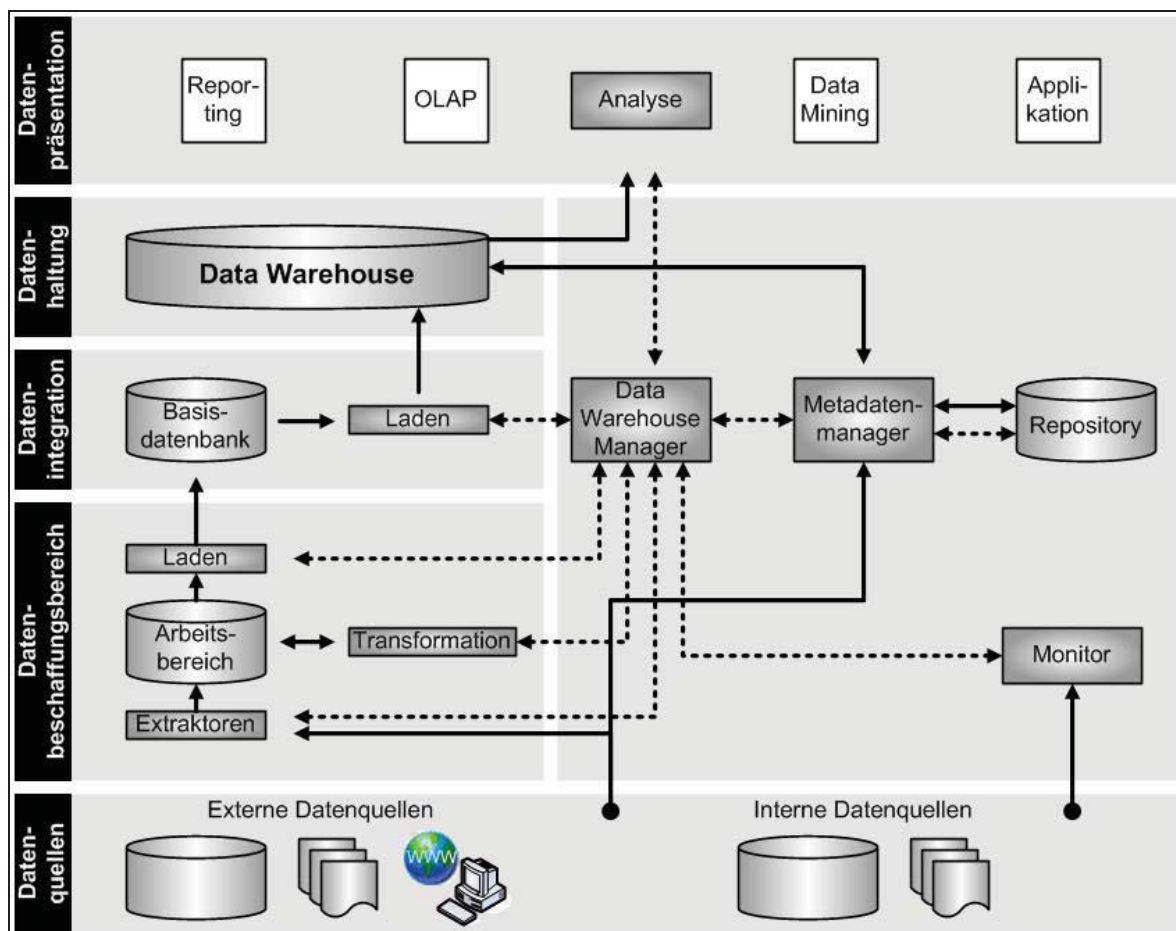 Daten-
präsentation
Repor-
ting
OLAP
Analyse
Data
Mining
Appli-
kation
Daten-
haltung
Data Warehouse
Daten-
integration
Basis-
datenbank
Laden
Data
Warehouse
Manager
Metadaten-
manager
Repository
Daten-
beschaffungsbereich
Laden
Arbeits-
bereich
Transformation
Monitor
Extraktoren
Daten-
quellen
Externe Datenquellen
Interne Datenquellen
WWW